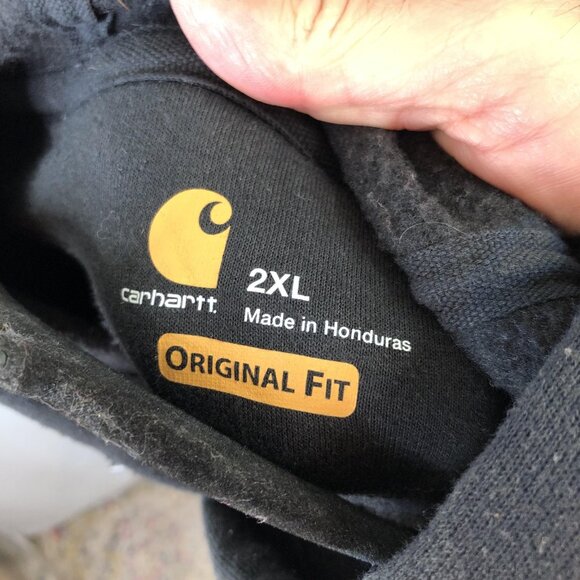 carhartt
2XL
Made in Honduras
ORIGINAL FIT